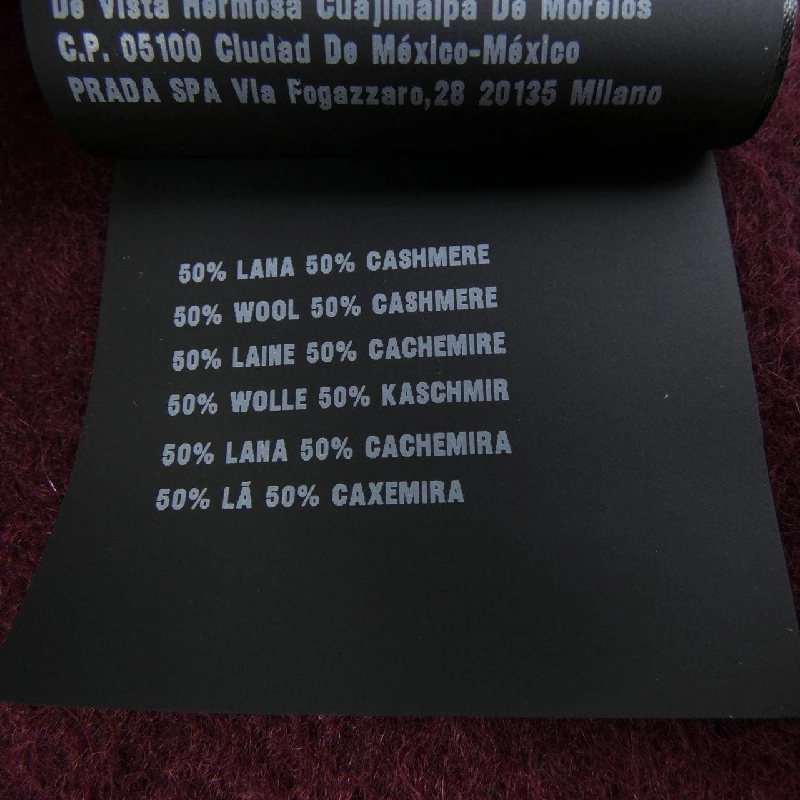 De Vista Hermosa Cuajimalpa De Morelos
C.P. 05100 Ciudad De México-México
PRADA SPA Via Fogazzaro,28 20135 Milano
50% LANA 50% CASHMERE
50% WOOL 50% CASHMERE
50% LAINE 50% CACHEMIRE
50% WOLLE 50% KASCHMIR
50% LANA 50% CACHEMIRA
50% LÃ 50% CAXEMIRA